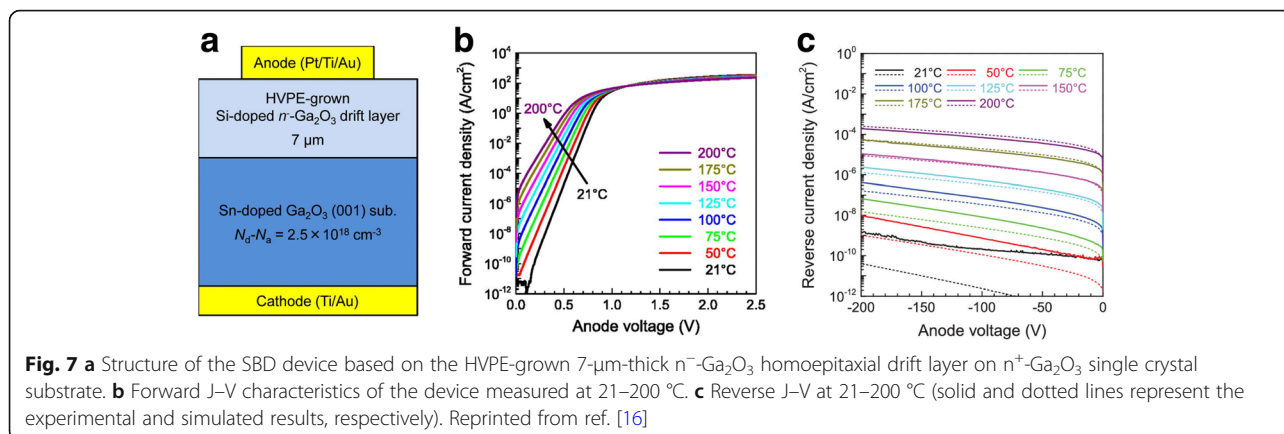 a
Anode (Pt/Ti/Au)
HVPE-grown
Si-doped n⁻-Ga₂O₃ drift layer
7 μm
Sn-doped Ga₂O₃ (001) sub.
N_d-N_a = 2.5 × 10¹⁸ cm⁻³
Cathode (Ti/Au)
b
Forward current density (A/cm²)
10⁴
10²
10⁰
10⁻²
10⁻⁴
10⁻⁶
10⁻⁸
10⁻¹⁰
10⁻¹²
200°C
21°C
200°C
175°C
150°C
125°C
100°C
75°C
50°C
21°C
0.0 0.5 1.0 1.5 2.0 2.5
Anode voltage (V)
c
Reverse current density (A/cm²)
10⁰
10⁻²
10⁻⁴
10⁻⁶
10⁻⁸
10⁻¹⁰
10⁻¹²
21°C 50°C 75°C
100°C 125°C 150°C
175°C 200°C
-200 -150 -100 -50 0
Anode voltage (V)
Fig. 7 a Structure of the SBD device based on the HVPE-grown 7-μm-thick n⁻-Ga₂O₃ homoepitaxial drift layer on n⁺-Ga₂O₃ single crystal
substrate. b Forward J–V characteristics of the device measured at 21–200 °C. c Reverse J–V at 21–200 °C (solid and dotted lines represent the
experimental and simulated results, respectively). Reprinted from ref. [16]